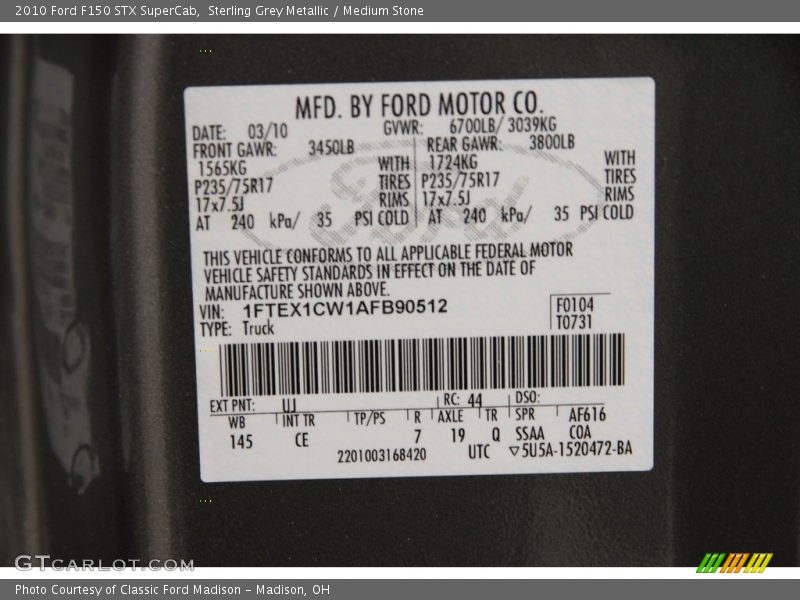 2010 Ford F150 STX SuperCab,  Sterling Grey Metallic / Medium Stone
MFD. BY FORD MOTOR CO.
DATE: 03/10 GVWR: 6700LB/ 3039KG
FRONT GAWR: 3450LB REAR GAWR: 3800LB
1565KG WITH 1724KG WITH
P235/75R17 TIRES P235/75R17 TIRES
17x7.5J RIMS 17x7.5J RIMS
AT 240 kPa/ 35 PSI COLD AT 240 kPa/ 35 PSI COLD
Ford
THIS VEHICLE CONFORMS TO ALL APPLICABLE FEDERAL MOTOR
VEHICLE SAFETY STANDARDS IN EFFECT ON THE DATE OF
MANUFACTURE SHOWN ABOVE.
VIN: 1FTEX1CW1AFB90512 F0104
TYPE: Truck T0731
EXT PNT: UJ RC: 44 DSO:
WB INT TR TP/PS R AXLE TR SPR AF616
145 CE 7 19 Q SSAA COA
2201003168420 UTC ▽5U5A-1520472-BA
GTCARLOT.COM
Photo Courtesy of Classic Ford Madison – Madison, OH